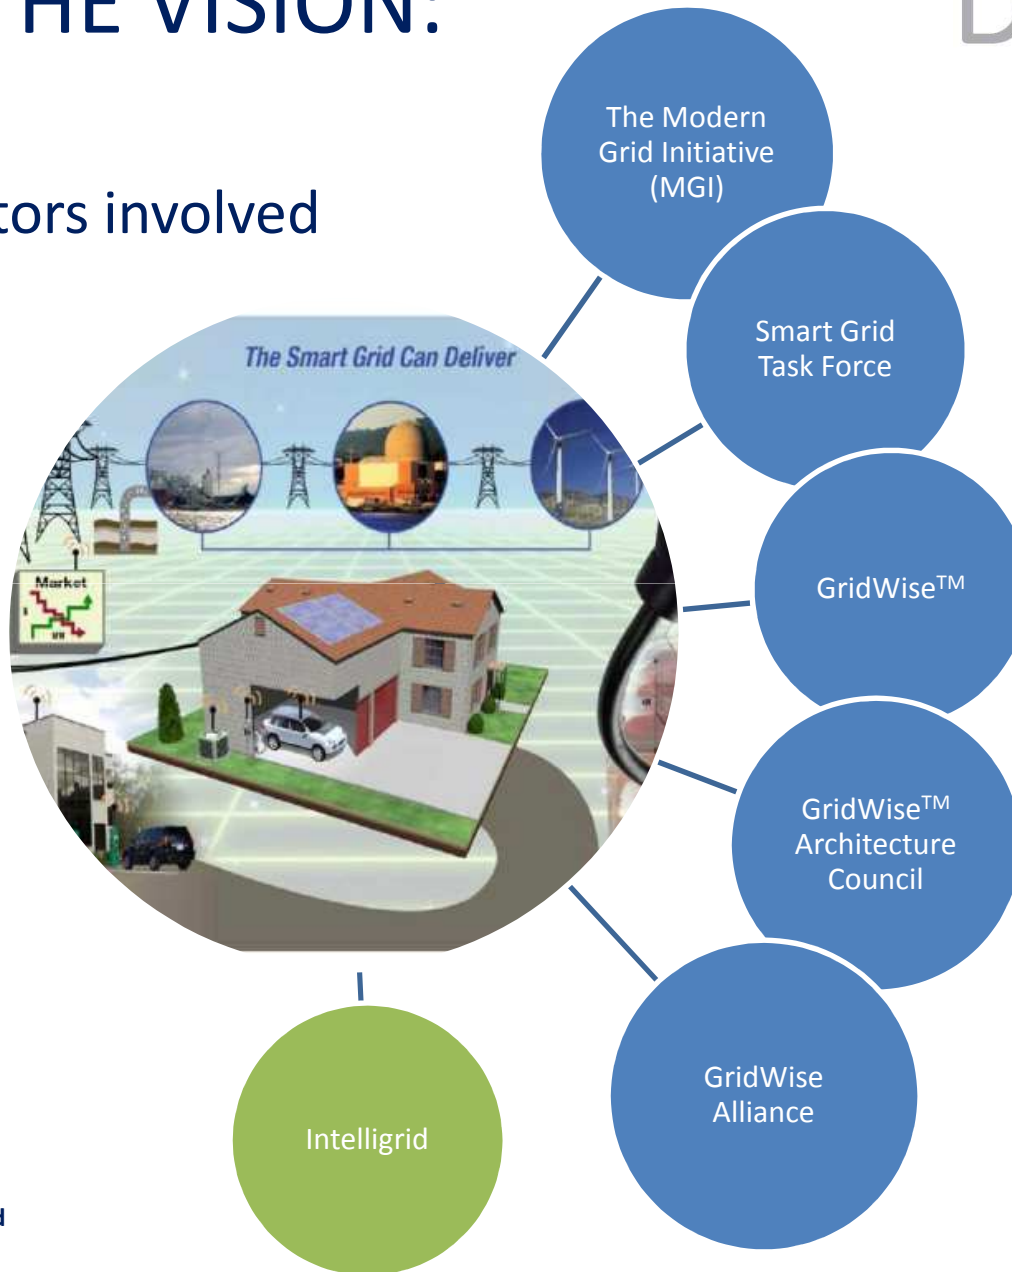 HE VISION:
tors involved
The Modern
Grid Initiative
(MGI)
Smart Grid
Task Force
The Smart Grid Can Deliver
Market
GridWise™
GridWise™
Architecture
Council
GridWise
Alliance
Intelligrid
d